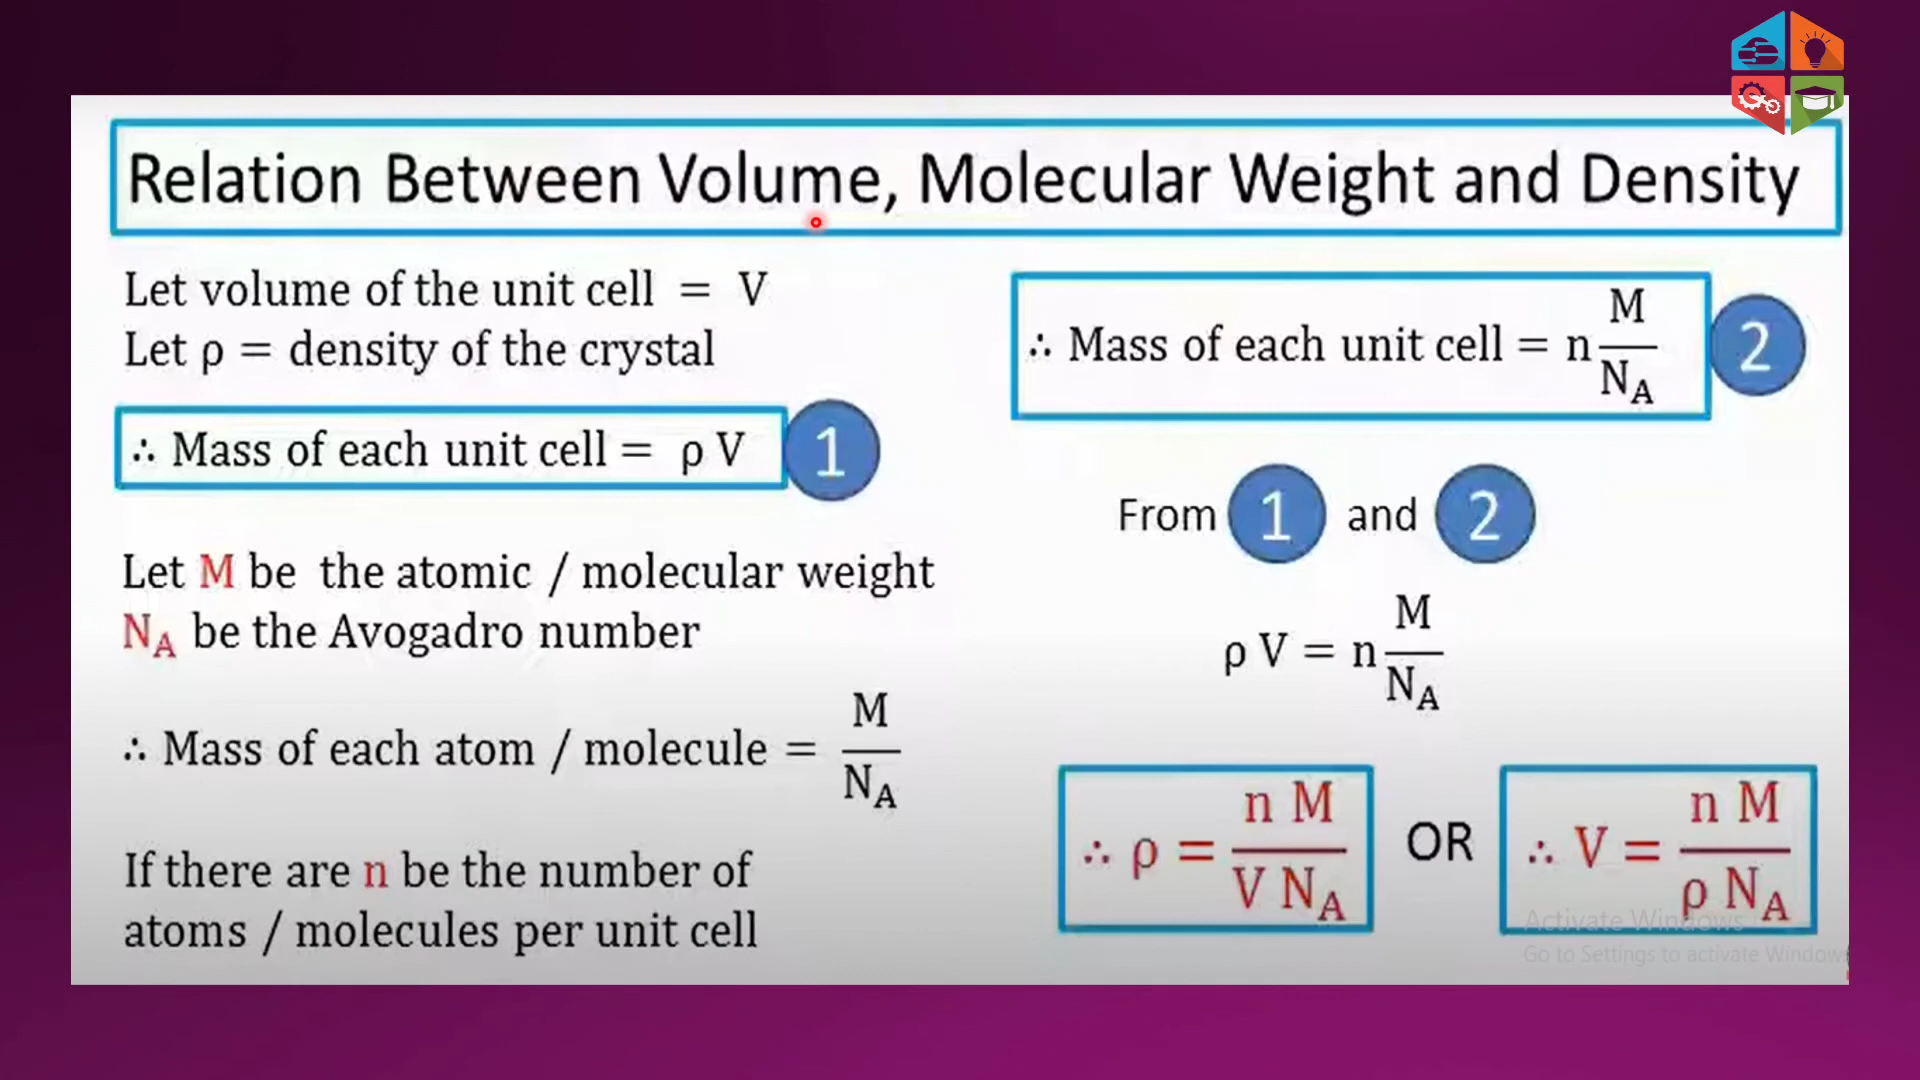 Relation Between Volume, Molecular Weight and Density
Let volume of the unit cell = V
Let ρ = density of the crystal
∴ Mass of each unit cell = ρ V
1
Let M be the atomic / molecular weight
N_A be the Avogadro number
∴ Mass of each atom / molecule = M / N_A
If there are n be the number of
atoms / molecules per unit cell
∴ Mass of each unit cell = n M / N_A
2
From 1 and 2
ρ V = n M / N_A
∴ ρ = n M / V N_A OR ∴ V = n M / ρ N_A
Activate Windows
Go to Settings to activate Windows